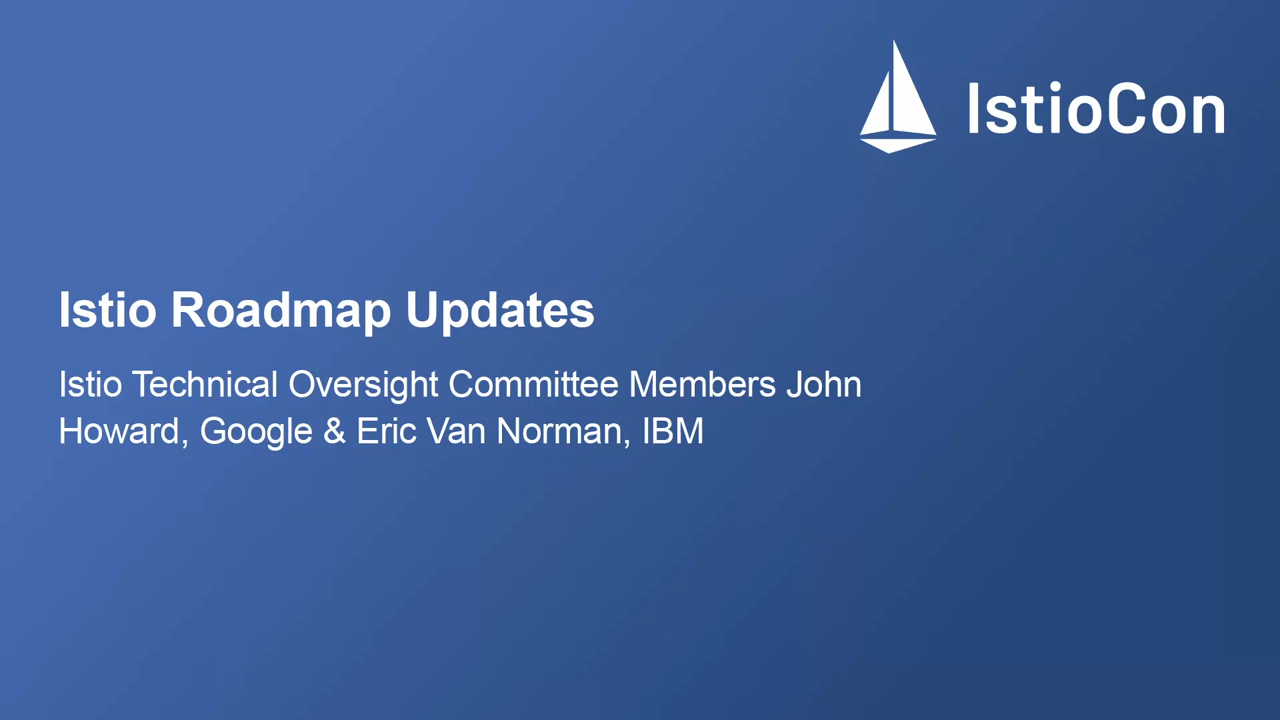 IstioCon
Istio Roadmap Updates
Istio Technical Oversight Committee Members John
Howard, Google & Eric Van Norman, IBM